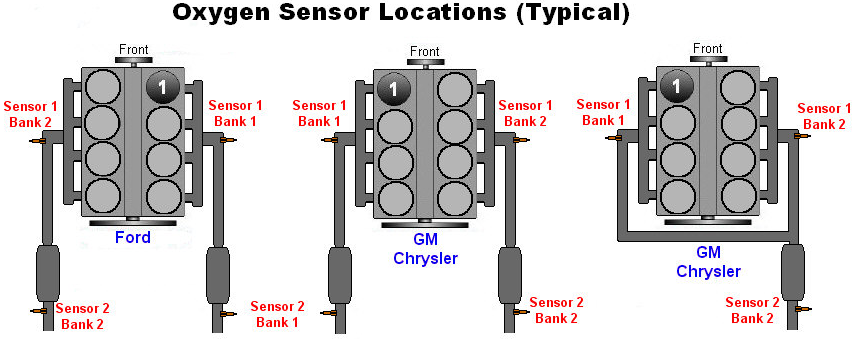 Oxygen Sensor Locations (Typical)
Front
1
Sensor 1
Bank 2
Sensor 1
Bank 1
Ford
Sensor 2
Bank 2
Sensor 2
Bank 1
Front
1
Sensor 1
Bank 1
Sensor 1
Bank 2
GM
Chrysler
Sensor 2
Bank 2
Front
1
Sensor 1
Bank 1
Sensor 1
Bank 2
GM
Chrysler
Sensor 2
Bank 2